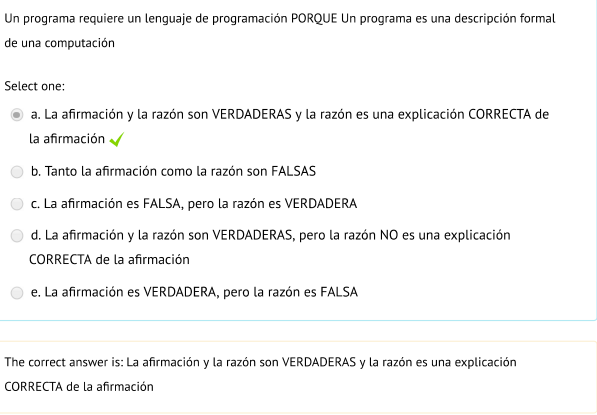 Un programa requiere un lenguaje de programación PORQUE Un programa es una descripción formal
de una computación
Select one:
a. La afirmación y la razón son VERDADERAS y la razón es una explicación CORRECTA de
la afirmación
b. Tanto la afirmación como la razón son FALSAS
c. La afirmación es FALSA, pero la razón es VERDADERA
d. La afirmación y la razón son VERDADERAS, pero la razón NO es una explicación
CORRECTA de la afirmación
e. La afirmación es VERDADERA, pero la razón es FALSA
The correct answer is: La afirmación y la razón son VERDADERAS y la razón es una explicación
CORRECTA de la afirmación